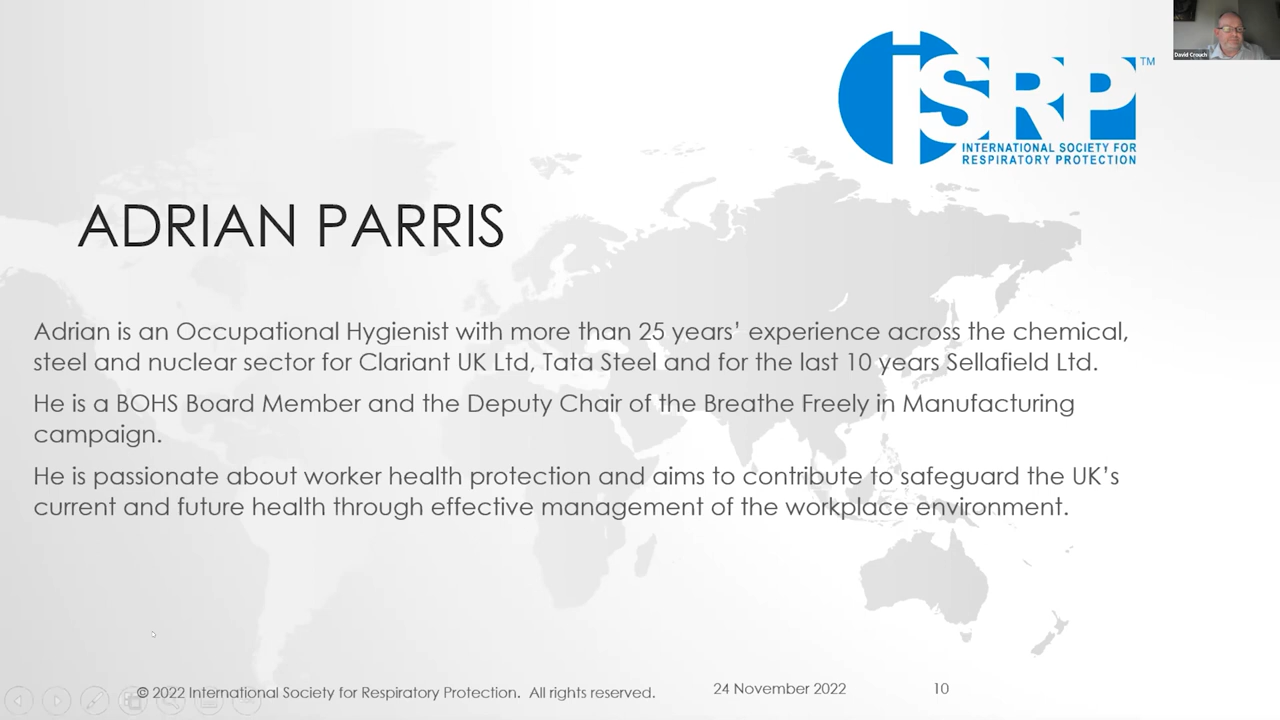 David Crouch
iSRP TM
INTERNATIONAL SOCIETY FOR
RESPIRATORY PROTECTION
ADRIAN PARRIS
Adrian is an Occupational Hygienist with more than 25 years’ experience across the chemical,
steel and nuclear sector for Clariant UK Ltd, Tata Steel and for the last 10 years Sellafield Ltd.
He is a BOHS Board Member and the Deputy Chair of the Breathe Freely in Manufacturing
campaign.
He is passionate about worker health protection and aims to contribute to safeguard the UK’s
current and future health through effective management of the workplace environment.
© 2022 International Society for Respiratory Protection. All rights reserved.
24 November 2022
10